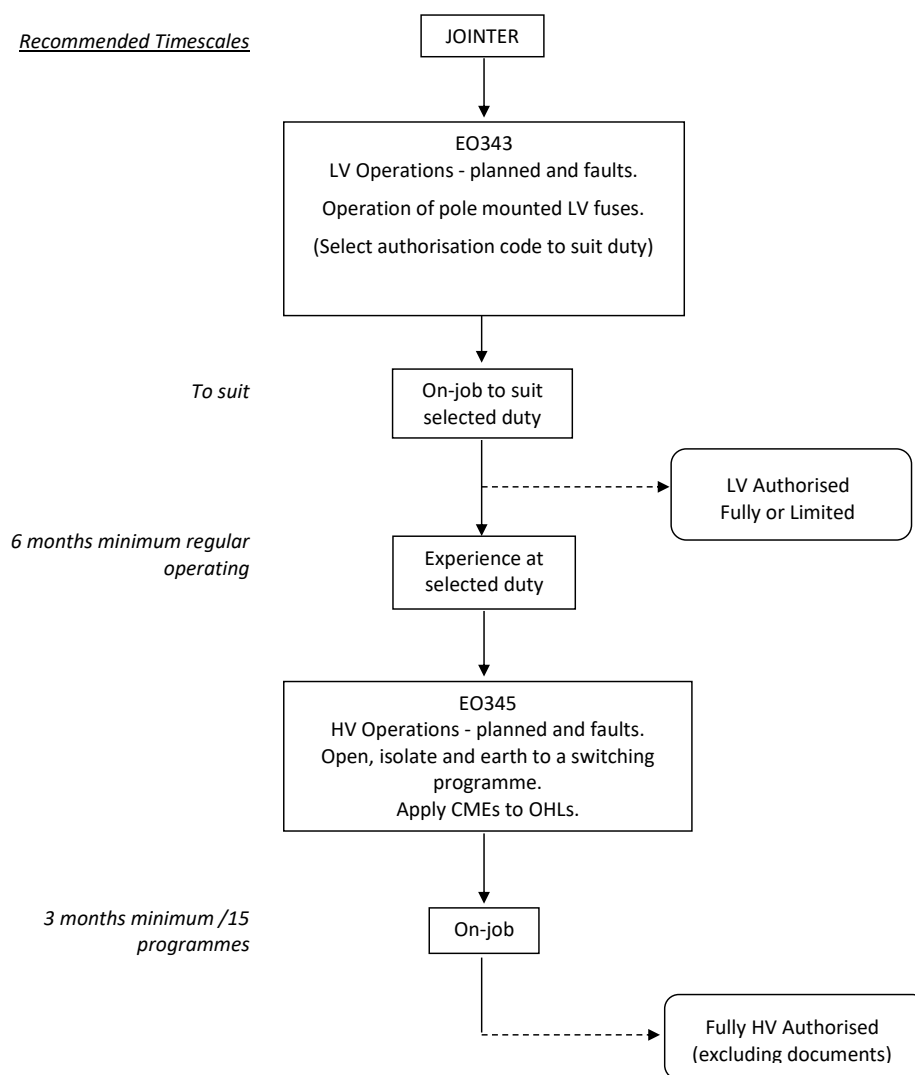 Recommended Timescales
JOINTER
EO343
LV Operations - planned and faults.
Operation of pole mounted LV fuses.
(Select authorisation code to suit duty)
To suit
On-job to suit
selected duty
LV Authorised
Fully or Limited
6 months minimum regular
operating
Experience at
selected duty
EO345
HV Operations - planned and faults.
Open, isolate and earth to a switching
programme.
Apply CMEs to OHLs.
3 months minimum /15
programmes
On-job
Fully HV Authorised
(excluding documents)